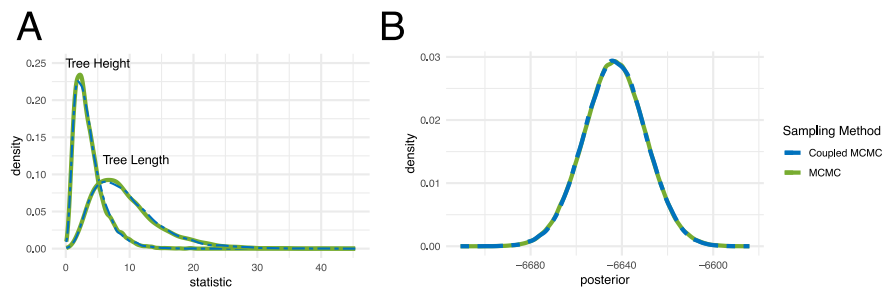 A
B
Tree Height
Tree Length
0.25
0.20
0.15
0.10
0.05
0.00
density
0
10
20
30
40
statistic
0.03
0.02
0.01
0.00
density
−6680
−6640
−6600
posterior
Sampling Method
Coupled MCMC
MCMC